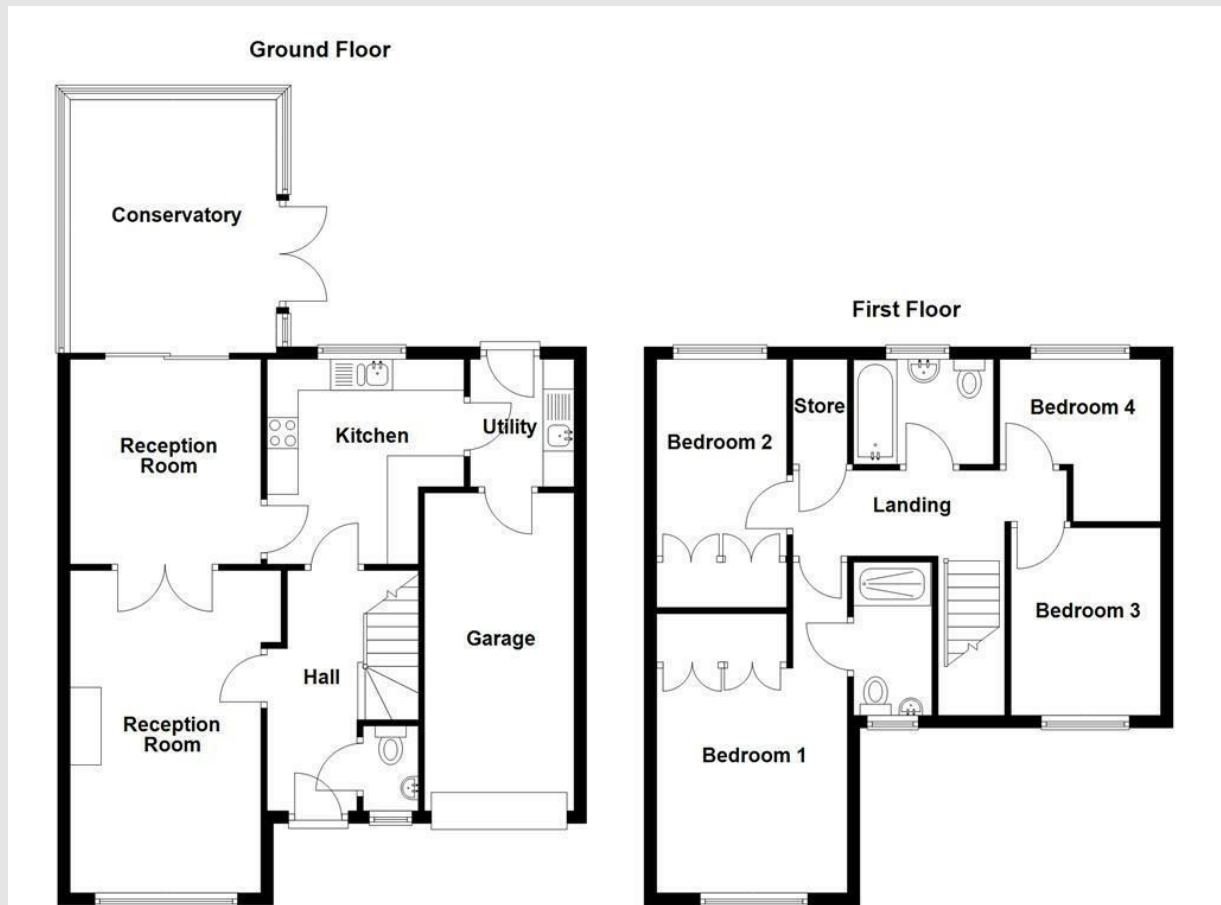 Ground Floor
Conservatory
Reception
Room
Kitchen
Utility
Hall
Garage
Reception
Room
First Floor
Bedroom 2
Store
Bedroom 4
Landing
Bedroom 3
Bedroom 1